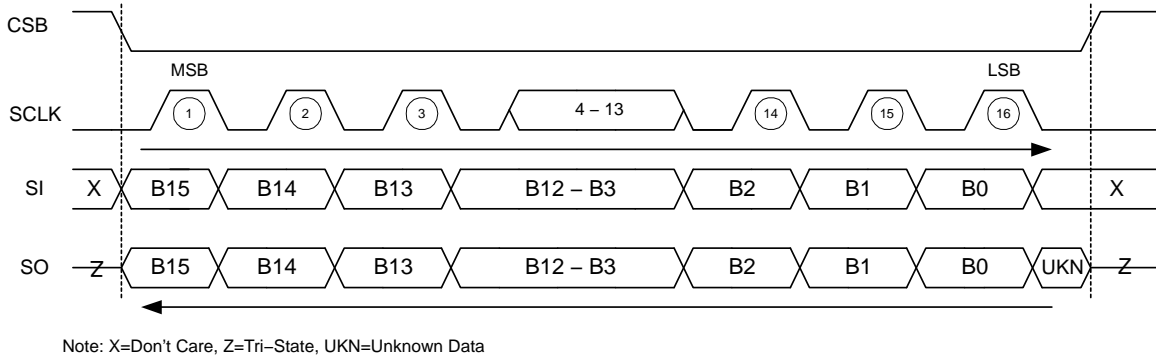 CSB
MSB LSB
SCLK 1 2 3 4 – 13 14 15 16
SI X B15 B14 B13 B12 – B3 B2 B1 B0 X
SO Z B15 B14 B13 B12 – B3 B2 B1 B0 UKN Z
Note: X=Don't Care, Z=Tri−State, UKN=Unknown Data